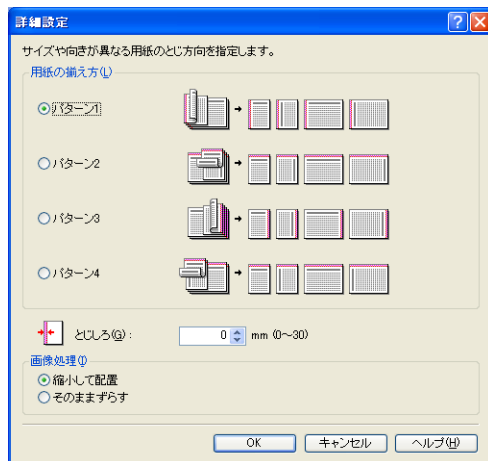 詳細設定
サイズや向きが異なる用紙のとじ方向を指定します。
用紙の揃え方(L)
パターン1
パターン2
パターン3
パターン4
とじしろ(G): 0 mm (0～30)
画像処理(I)
縮小して配置
そのままずらす
OK キャンセル ヘルプ(H)